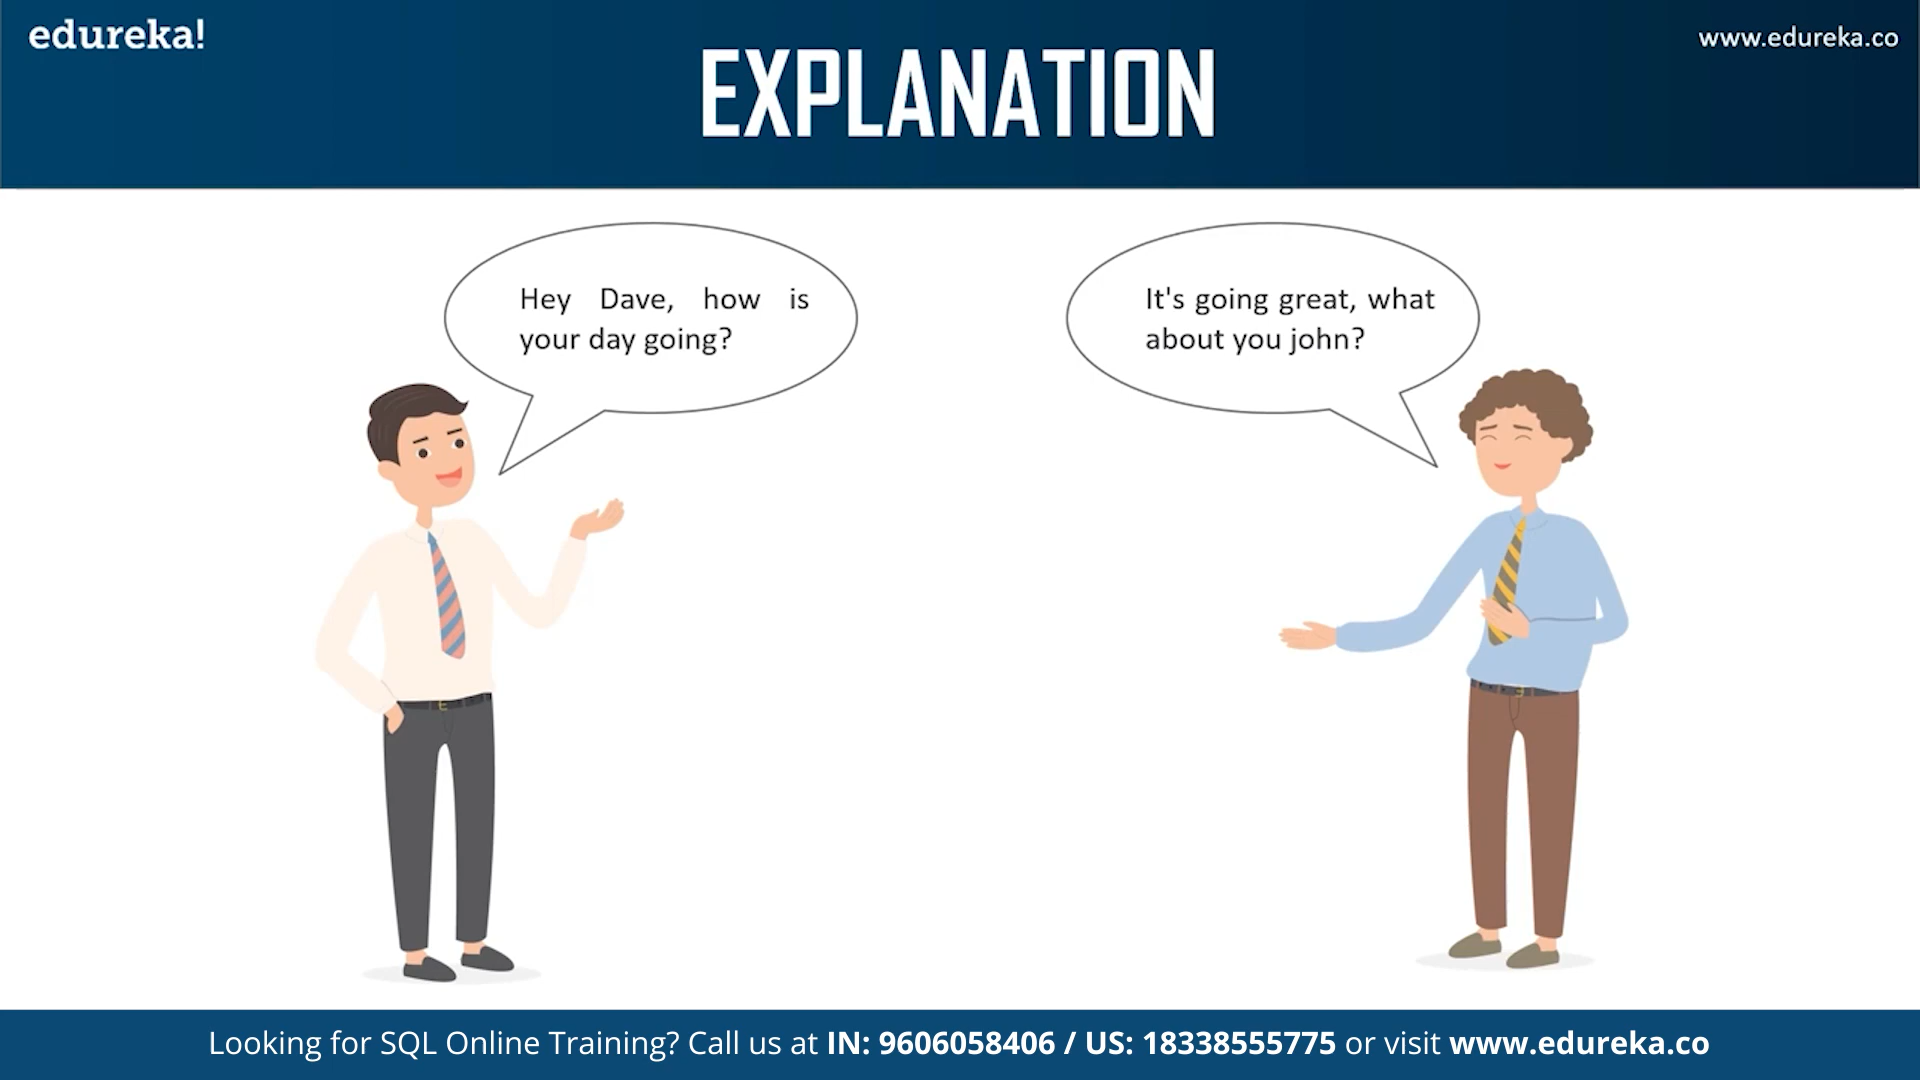 edureka!
www.edureka.co
EXPLANATION
Hey Dave, how is
your day going?
It's going great, what
about you john?
Looking for SQL Online Training? Call us at IN: 9606058406 / US: 18338555775 or visit www.edureka.co